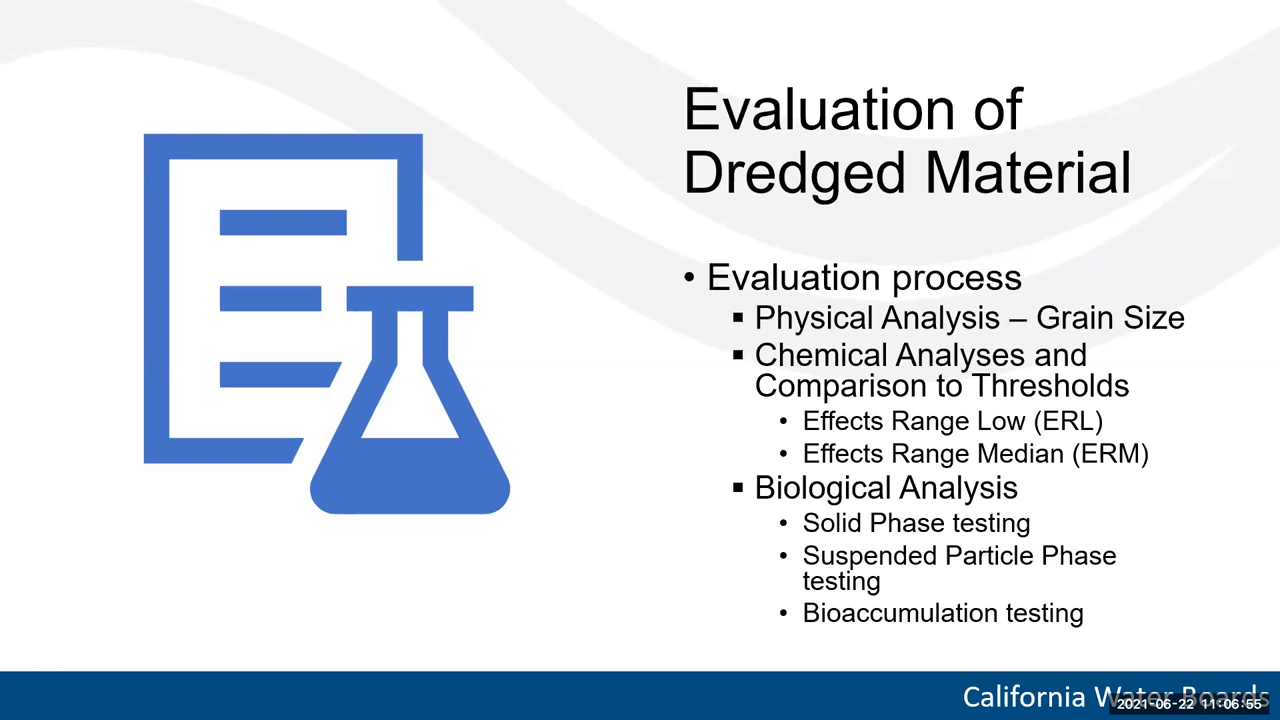 Evaluation of
Dredged Material
• Evaluation process
▪ Physical Analysis – Grain Size
▪ Chemical Analyses and
Comparison to Thresholds
• Effects Range Low (ERL)
• Effects Range Median (ERM)
▪ Biological Analysis
• Solid Phase testing
• Suspended Particle Phase
testing
• Bioaccumulation testing
California Water Boards
2021-06-22 11:06:55